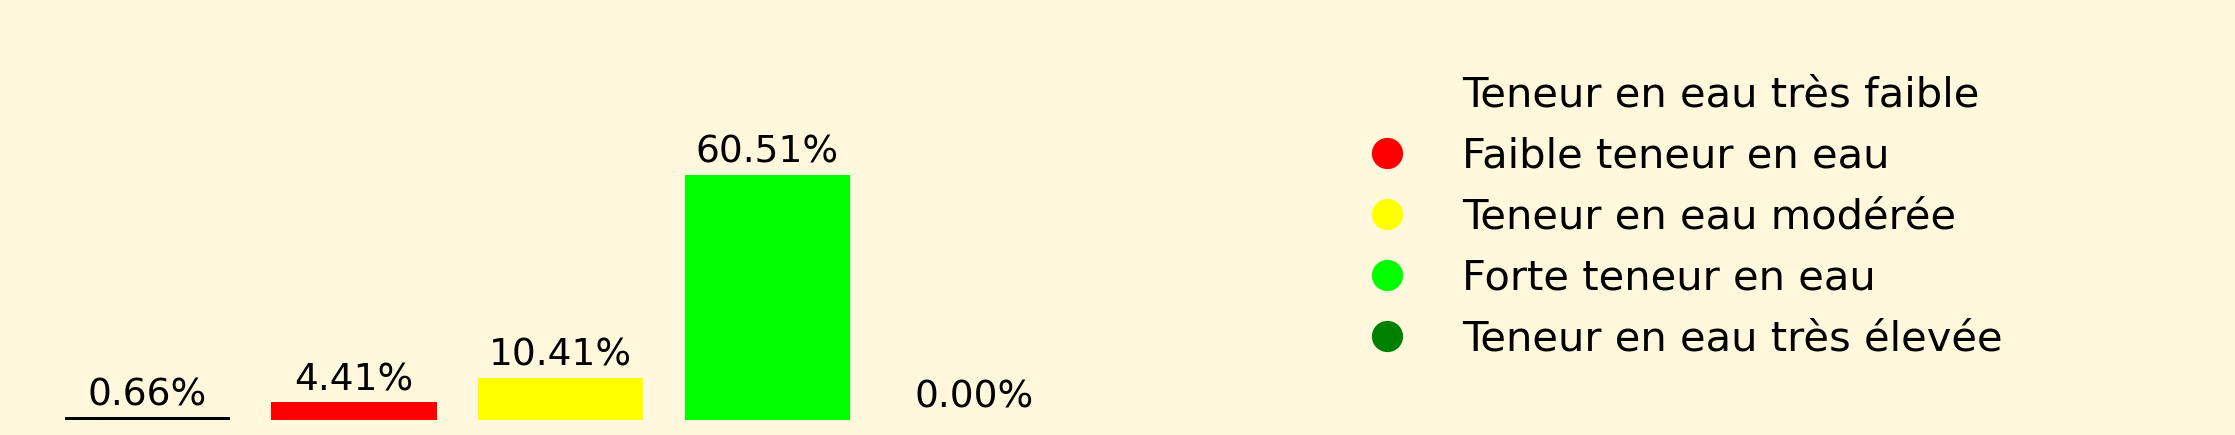 0.66%
4.41%
10.41%
60.51%
0.00%
Teneur en eau très faible
Faible teneur en eau
Teneur en eau modérée
Forte teneur en eau
Teneur en eau très élevée